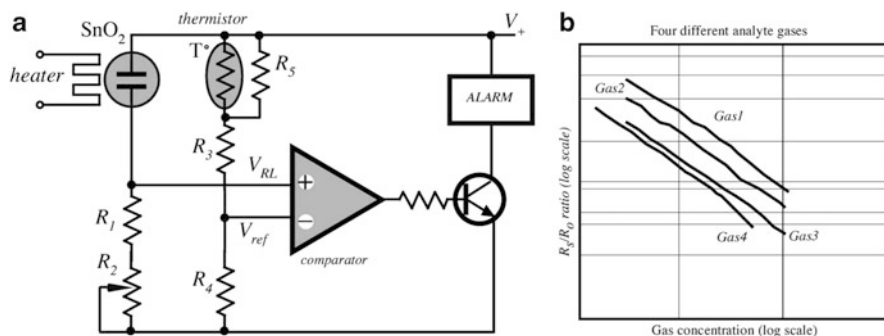 a
SnO2
thermistor
V+
heater
T°
R5
ALARM
R3
VRL
+
R1
−
Vref
R2
R4
comparator
b
Four different analyte gases
Gas2
Gas1
Gas4
Gas3
RS/RO ratio (log scale)
Gas concentration (log scale)